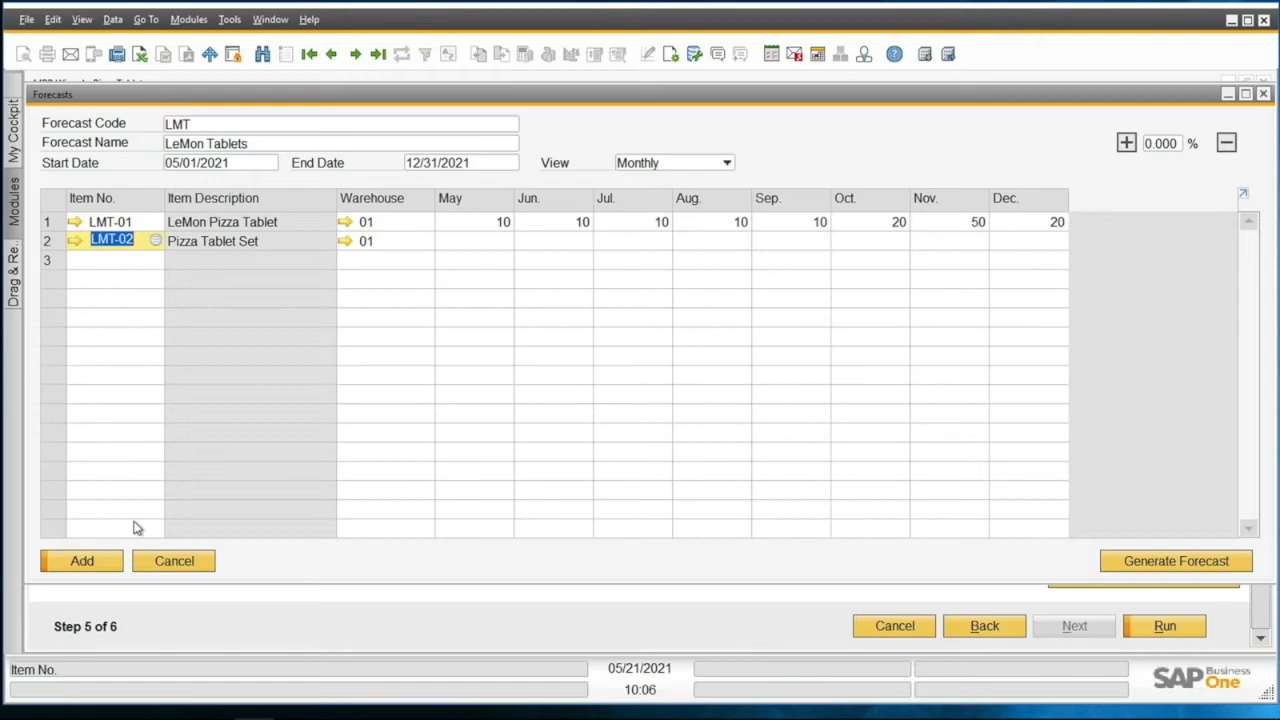 File Edit View Data Go To Modules Tools Window Help
Forecasts
Forecast Code LMT
Forecast Name LeMon Tablets
Start Date 05/01/2021 End Date 12/31/2021 View Monthly
0.000 %
Item No. Item Description Warehouse May Jun. Jul. Aug. Sep. Oct. Nov. Dec.
1 LMT-01 LeMon Pizza Tablet 01 10 10 10 10 10 20 50 20
2 LMT-02 Pizza Tablet Set 01
3
Add Cancel Generate Forecast
Step 5 of 6 Cancel Back Next Run
Item No. 05/21/2021
10:06
SAP Business One
My Cockpit
Modules
Drag & Re..